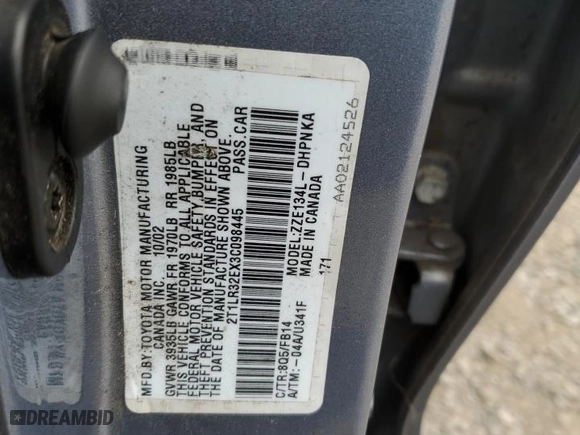 MFD.BY:TOYOTA MOTOR MANUFACTURING
CANADA INC. 10/02
GVWR 3935LB GAWR FR 1970LB RR 1985LB
THIS VEHICLE CONFORMS TO ALL APPLICABLE
FEDERAL MOTOR VEHICLE SAFETY, BUMPER, AND
THEFT PREVENTION STANDARDS IN EFFECT ON
THE DATE OF MANUFACTURE SHOWN ABOVE.
2T1LR32EX3C098445 PASS.CAR
C/TR:8Q5/FB14 MODEL:ZZE134L-DHPNKA
A/TM:-04A/U341F MADE IN CANADA
171
AA02124526
DREAMBID